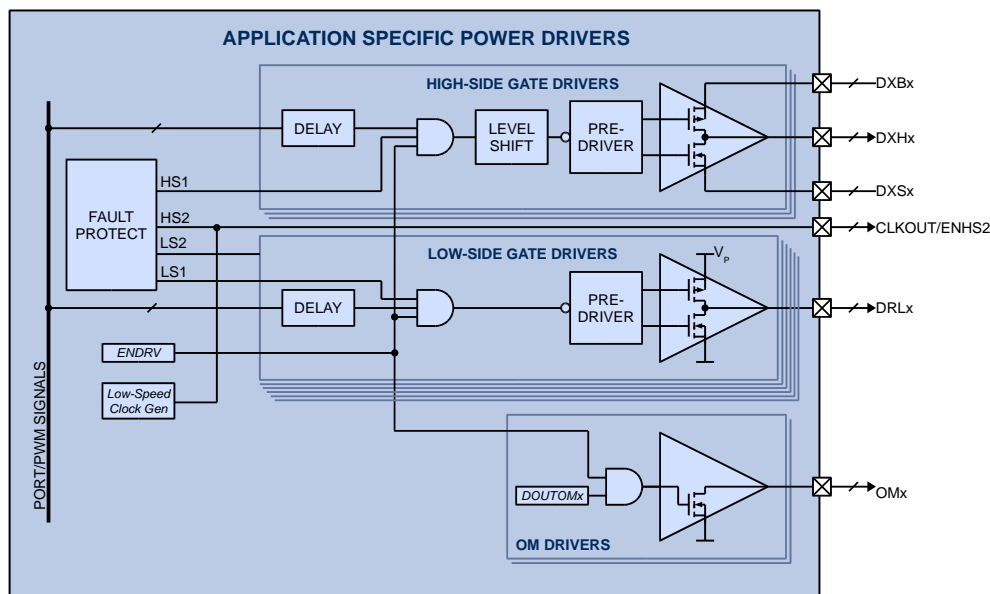 APPLICATION SPECIFIC POWER DRIVERS
HIGH-SIDE GATE DRIVERS
DXBx
DELAY
LEVEL
SHIFT
PRE-
DRIVER
DXHx
FAULT
PROTECT
HS1
DXSx
HS2
CLKOUT/ENHS2
LS2
LOW-SIDE GATE DRIVERS
VP
LS1
DELAY
PRE-
DRIVER
DRLx
ENDRV
Low-Speed
Clock Gen
PORT/PWM SIGNALS
DOUTOMx
OMx
OM DRIVERS